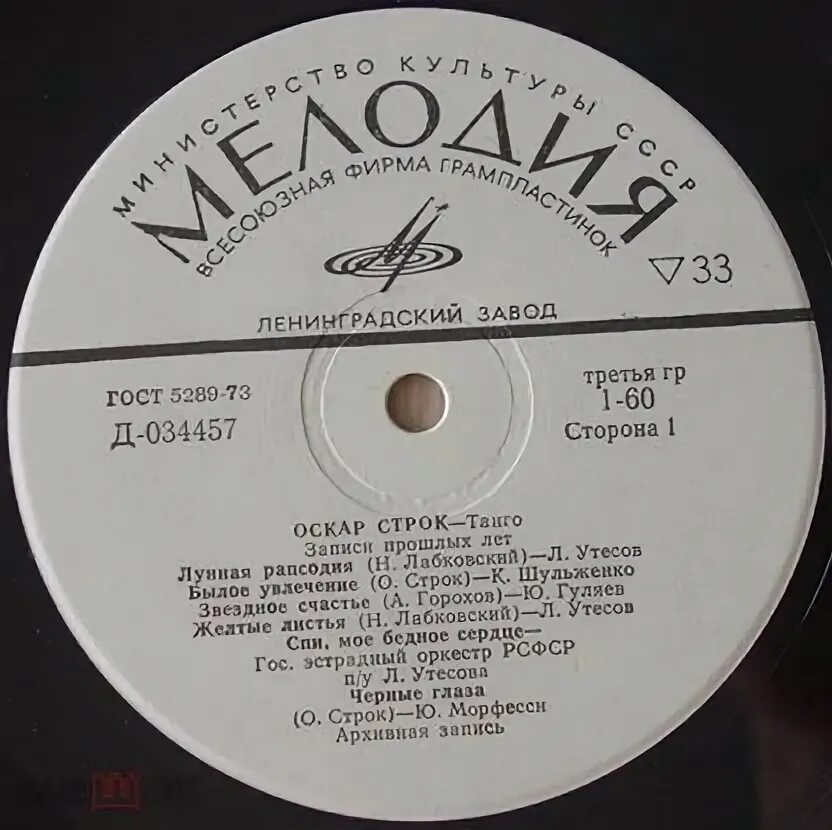 МИНИСТЕРСТВО КУЛЬТУРЫ СССР
МЕЛОДИЯ
ВСЕСОЮЗНАЯ ФИРМА ГРАМПЛАСТИНОК
▽33
ЛЕНИНГРАДСКИЙ ЗАВОД
ГОСТ 5289-73
Д-034457
третья гр
1-60
Сторона 1
ОСКАР СТРОК—Танго
Записи прошлых лет
Лунная рапсодия (Н. Лабковский)—Л. Утесов
Былое увлечение (О. Строк)—К. Шульженко
Звездное счастье (А. Горохов)—Ю. Гуляев
Желтые листья (Н. Лабковский)—Л. Утесов
Спи, мое бедное сердце—
Гос. эстрадный оркестр РСФСР
п/у Л. Утесова
Черные глаза
(О. Строк)—Ю. Морфесси
Архивная запись